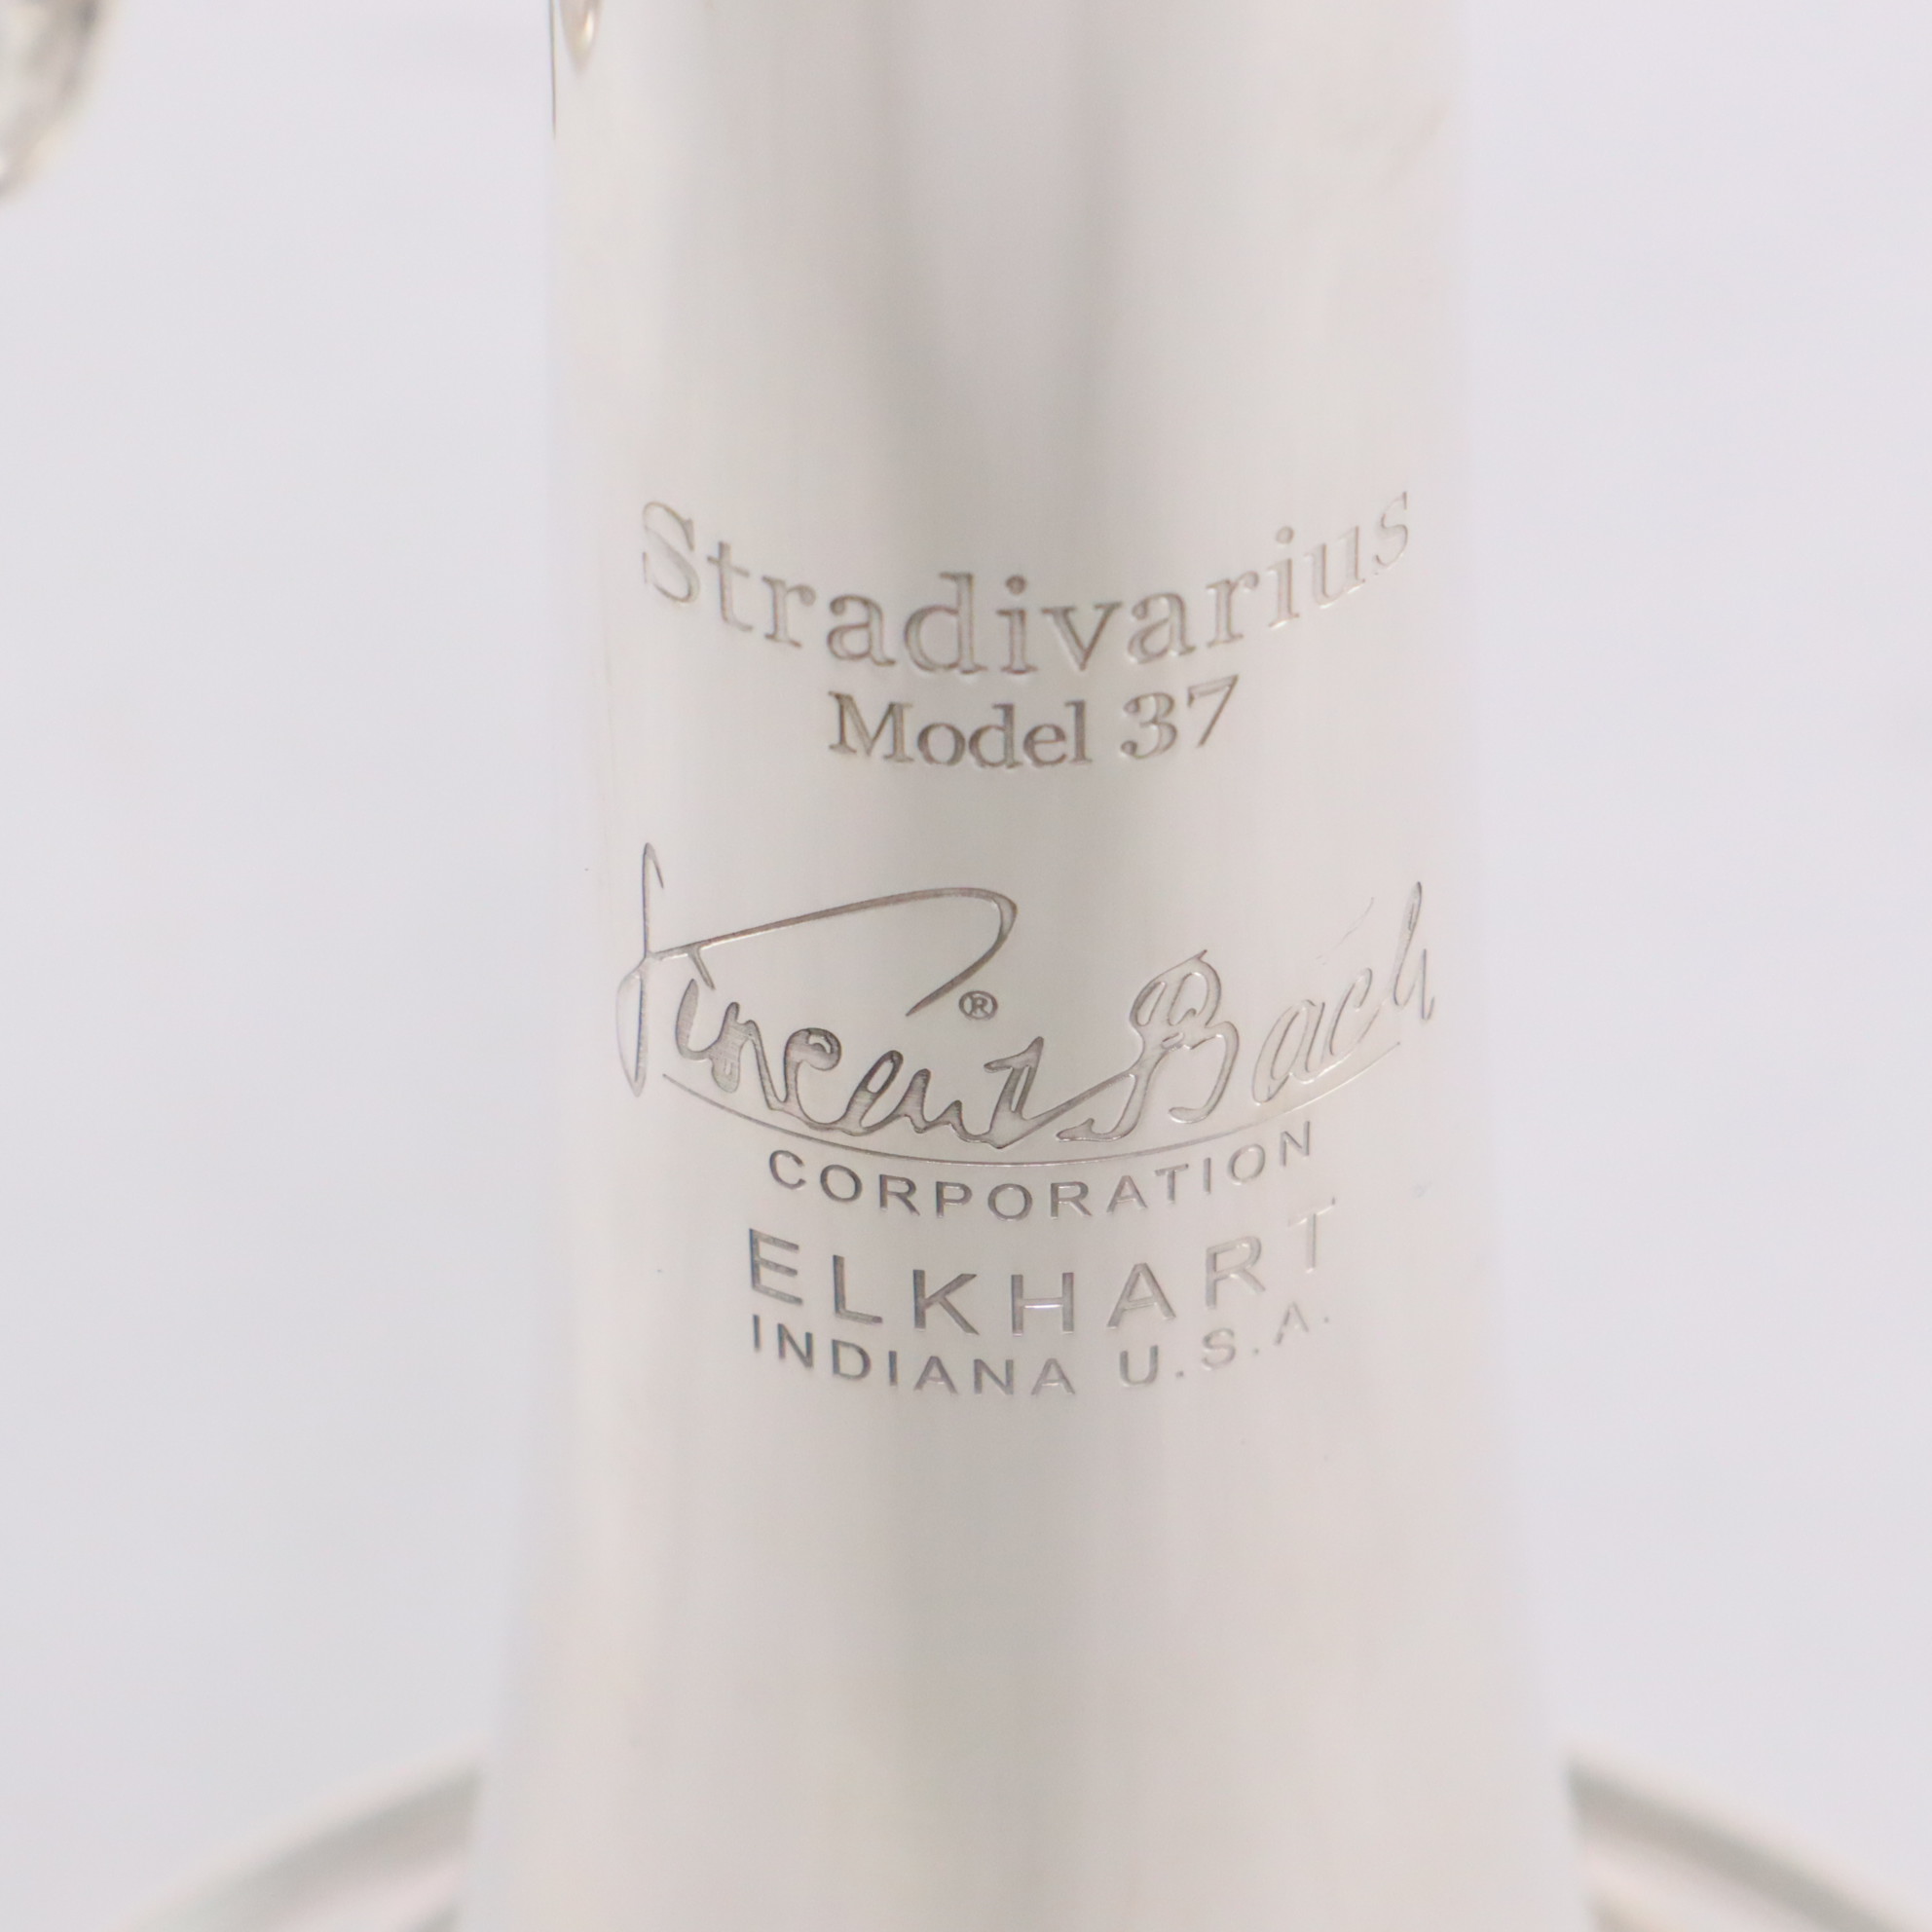 Stradivarius
Model 37
Vincent Bach ®
CORPORATION
ELKHART
INDIANA U.S.A.